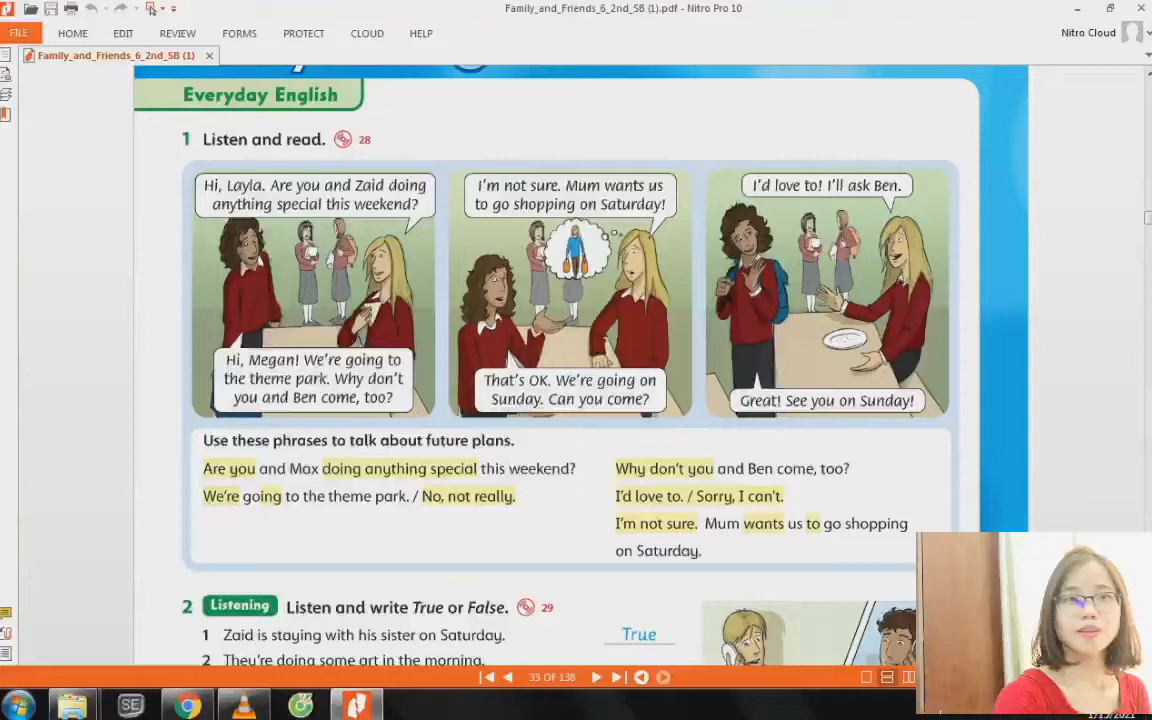 Family_and_Friends_6_2nd_SB (1).pdf - Nitro Pro 10
FILE
HOME
EDIT
REVIEW
FORMS
PROTECT
CLOUD
HELP
Nitro Cloud
Family_and_Friends_6_2nd_SB (1)
Everyday English
1 Listen and read. 28
Hi, Layla. Are you and Zaid doing
anything special this weekend?
Hi, Megan! We're going to
the theme park. Why don't
you and Ben come, too?
I'm not sure. Mum wants us
to go shopping on Saturday!
That's OK. We're going on
Sunday. Can you come?
I'd love to! I'll ask Ben.
Great! See you on Sunday!
Use these phrases to talk about future plans.
Are you and Max doing anything special this weekend?
We're going to the theme park. / No, not really.
Why don't you and Ben come, too?
I'd love to. / Sorry, I can't.
I'm not sure. Mum wants us to go shopping
on Saturday.
2 Listening Listen and write True or False. 29
1 Zaid is staying with his sister on Saturday. True
2 They're doing some art in the morning.
33 OF 138
SE